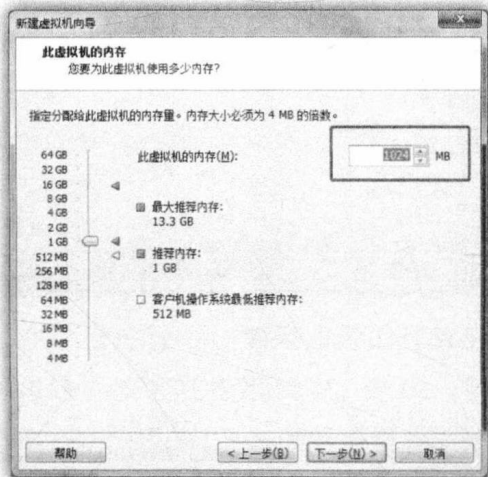 新建虚拟机向导
此虚拟机的内存
您要为此虚拟机使用多少内存?
指定分配给此虚拟机的内存量。内存大小必须为 4 MB 的倍数。
64 GB
32 GB
16 GB
8 GB
4 GB
2 GB
1 GB
512 MB
256 MB
128 MB
64 MB
32 MB
16 MB
8 MB
4 MB
此虚拟机的内存(M):
1024 MB
最大推荐内存:
13.3 GB
推荐内存:
1 GB
客户机操作系统最低推荐内存:
512 MB
帮助
< 上一步(B)
下一步(N) >
取消